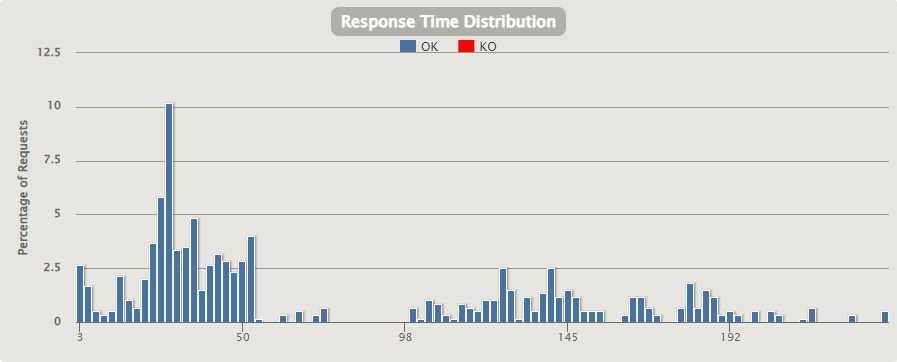 Response Time Distribution
OK KO
12.5
10
7.5
5
2.5
0
Percentage of Requests
3 50 98 145 192